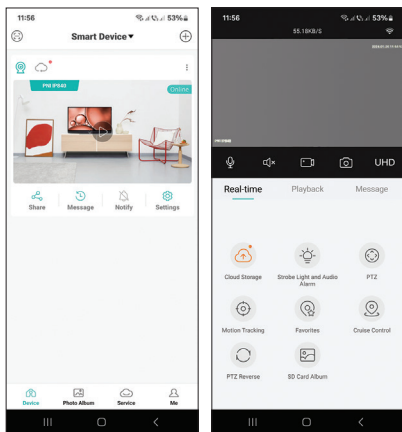 11:56
53%
Smart Device▼
PNI IP940
Online
Share
Message
Notify
Settings
Device
Photo Album
Service
Me
11:56
53%
55.18KB/S
UHD
Real-time
Playback
Message
Cloud Storage
Strobe Light and Audio
Alarm
PTZ
Motion Tracking
Favorites
Cruise Control
PTZ Reverse
SD Card Album